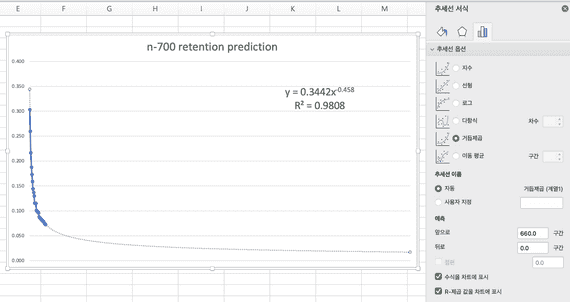 E F G H I J K L M
n-700 retention prediction
0.400
0.350
0.300
0.250
0.200
0.150
0.100
0.050
0.000
y = 0.3442x^-0.458
R² = 0.9808
추세선 서식
추세선 옵션
지수
선형
로그
다항식 차수
거듭제곱
이동 평균 구간
추세선 이름
자동 거듭제곱 (계열1)
사용자 지정
예측
앞으로 660.0 구간
뒤로 0.0 구간
절편 0.0
수식을 차트에 표시
R-제곱 값을 차트에 표시